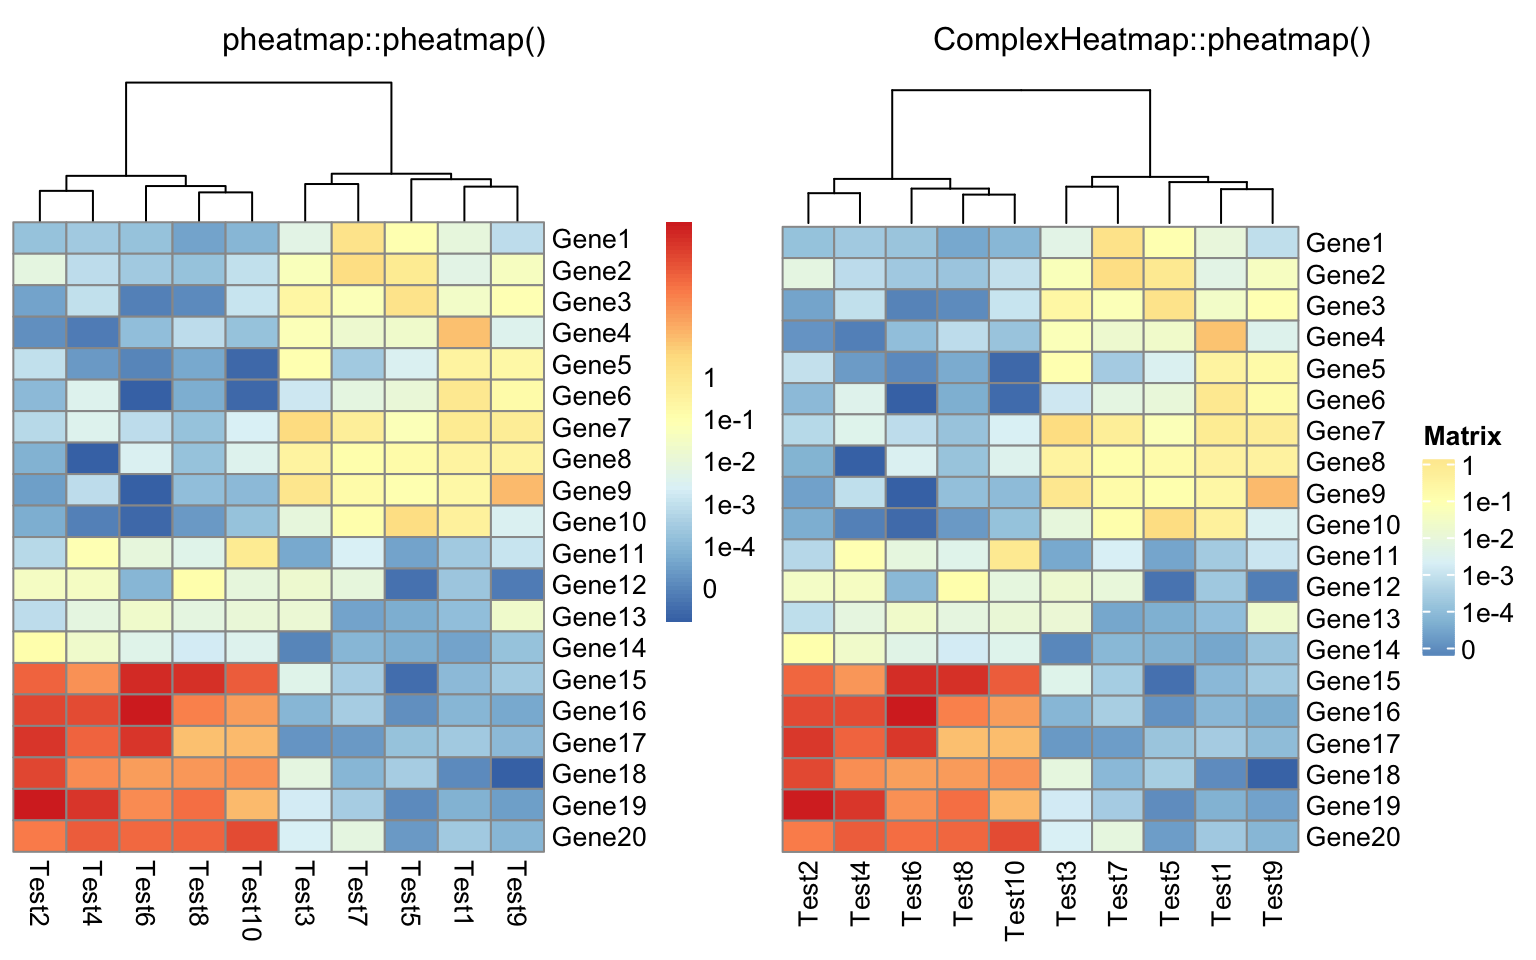 pheatmap::pheatmap()
Gene1
Gene2
Gene3
Gene4
Gene5
Gene6
Gene7
Gene8
Gene9
Gene10
Gene11
Gene12
Gene13
Gene14
Gene15
Gene16
Gene17
Gene18
Gene19
Gene20
Test2
Test4
Test6
Test8
Test10
Test3
Test7
Test5
Test1
Test9
1
1e-1
1e-2
1e-3
1e-4
0
ComplexHeatmap::pheatmap()
Gene1
Gene2
Gene3
Gene4
Gene5
Gene6
Gene7
Gene8
Gene9
Gene10
Gene11
Gene12
Gene13
Gene14
Gene15
Gene16
Gene17
Gene18
Gene19
Gene20
Test2
Test4
Test6
Test8
Test10
Test3
Test7
Test5
Test1
Test9
Matrix
1
1e-1
1e-2
1e-3
1e-4
0